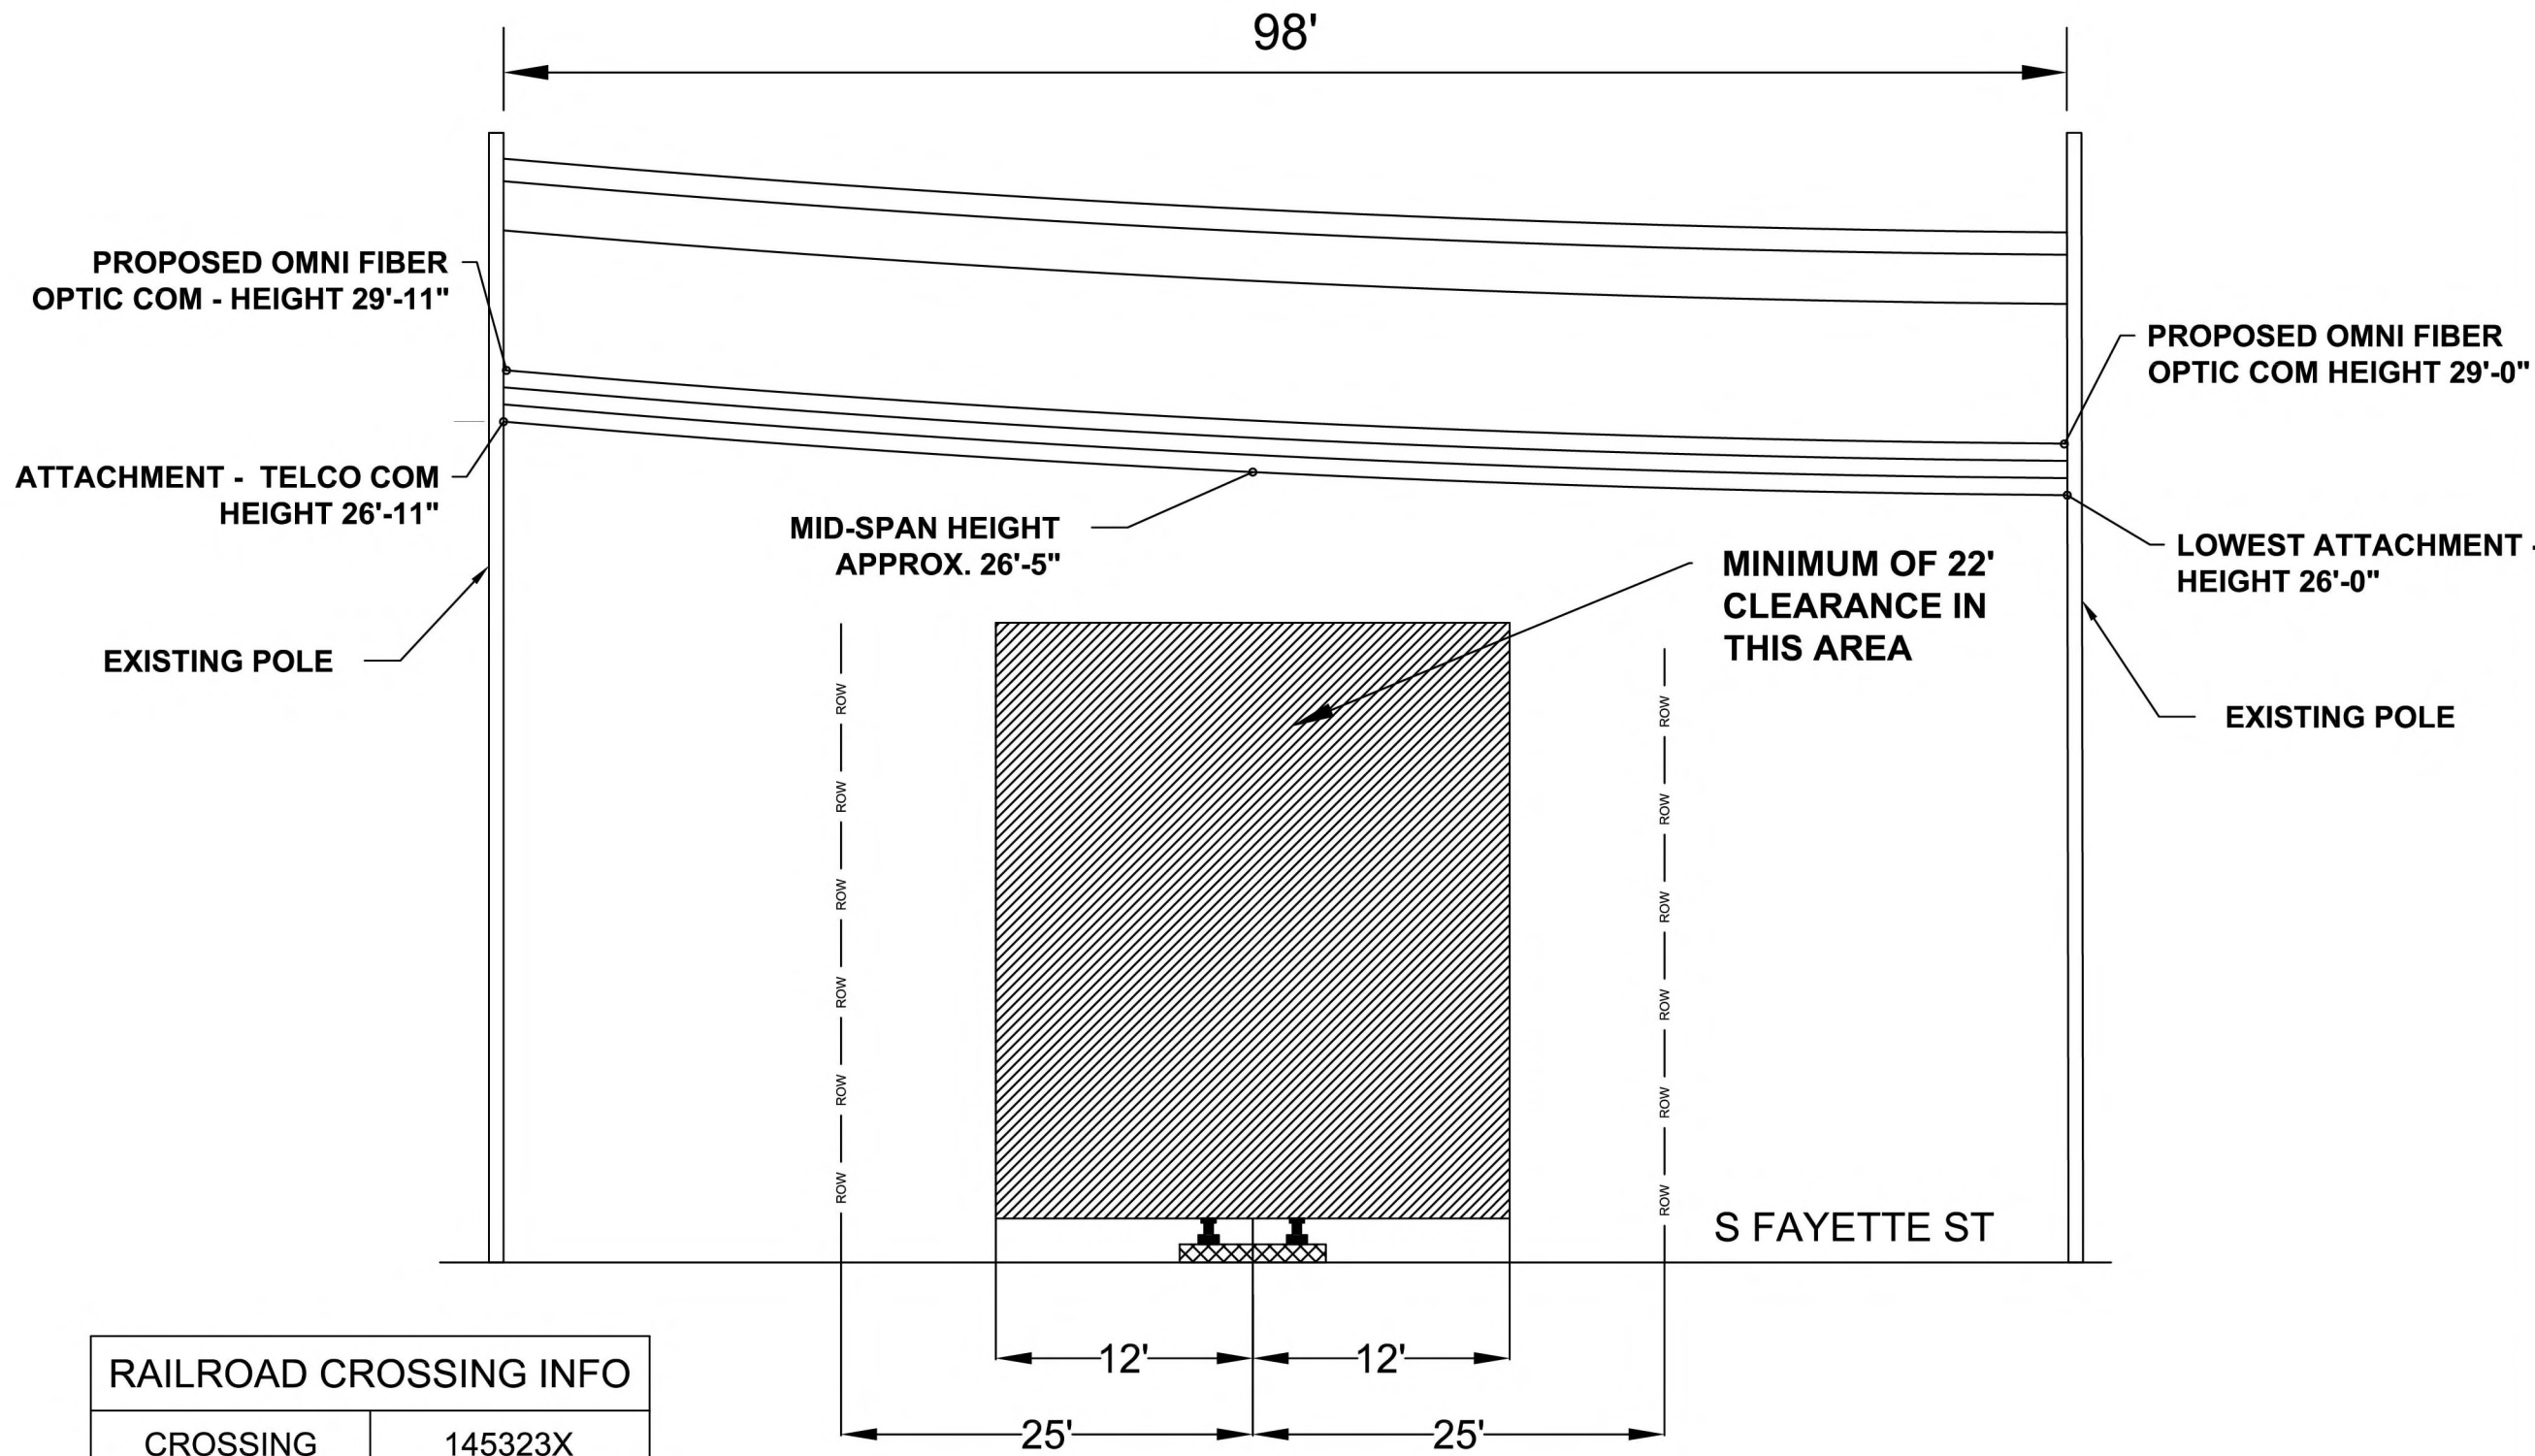 98'
PROPOSED OMNI FIBER
OPTIC COM - HEIGHT 29'-11"
PROPOSED OMNI FIBER
OPTIC COM HEIGHT 29'-0"
ATTACHMENT - TELCO COM
HEIGHT 26'-11"
MID-SPAN HEIGHT
APPROX. 26'-5"
LOWEST ATTACHMENT -
HEIGHT 26'-0"
MINIMUM OF 22'
CLEARANCE IN
THIS AREA
EXISTING POLE
EXISTING POLE
ROW
ROW
ROW
ROW
ROW
ROW
ROW
ROW
ROW
ROW
ROW
ROW
S FAYETTE ST
12'
12'
25'
25'
RAILROAD CROSSING INFO
CROSSING 145323X